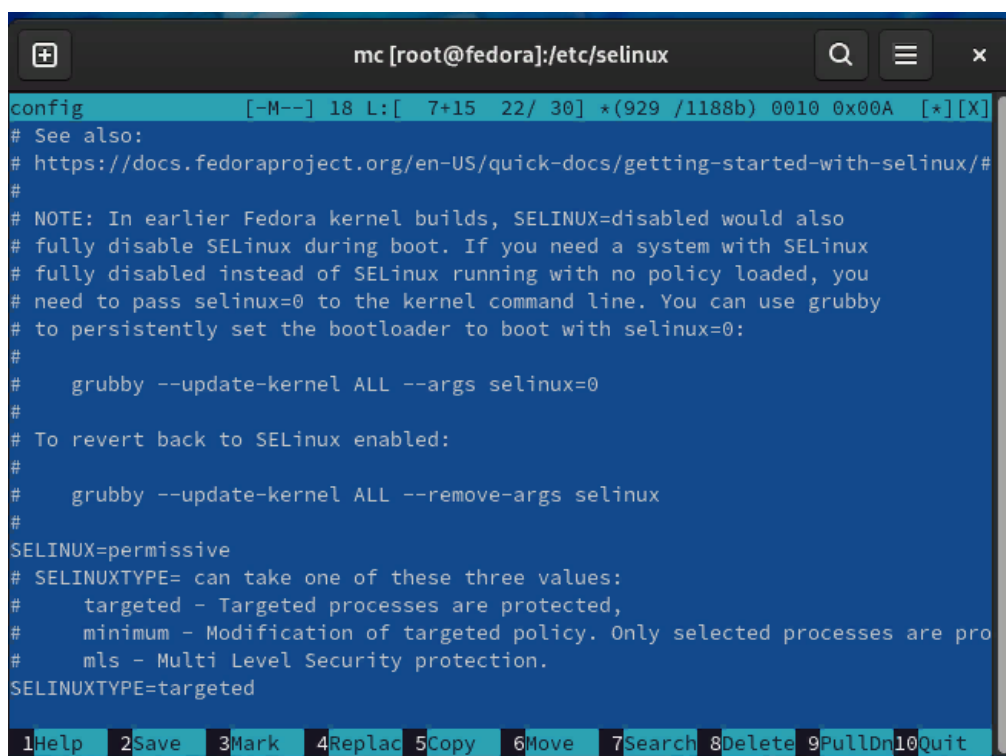 mc [root@fedora]:/etc/selinux
config [-M--] 18 L:[ 7+15 22/ 30] *(929 /1188b) 0010 0x00A [*][X]
# See also:
# https://docs.fedoraproject.org/en-US/quick-docs/getting-started-with-selinux/#
#
# NOTE: In earlier Fedora kernel builds, SELINUX=disabled would also
# fully disable SELinux during boot. If you need a system with SELinux
# fully disabled instead of SELinux running with no policy loaded, you
# need to pass selinux=0 to the kernel command line. You can use grubby
# to persistently set the bootloader to boot with selinux=0:
#
#    grubby --update-kernel ALL --args selinux=0
#
# To revert back to SELinux enabled:
#
#    grubby --update-kernel ALL --remove-args selinux
#
SELINUX=permissive
# SELINUXTYPE= can take one of these three values:
#     targeted - Targeted processes are protected,
#     minimum - Modification of targeted policy. Only selected processes are pro
#     mls - Multi Level Security protection.
SELINUXTYPE=targeted
1Help 2Save 3Mark 4Replac 5Copy 6Move 7Search 8Delete 9PullDn 10Quit